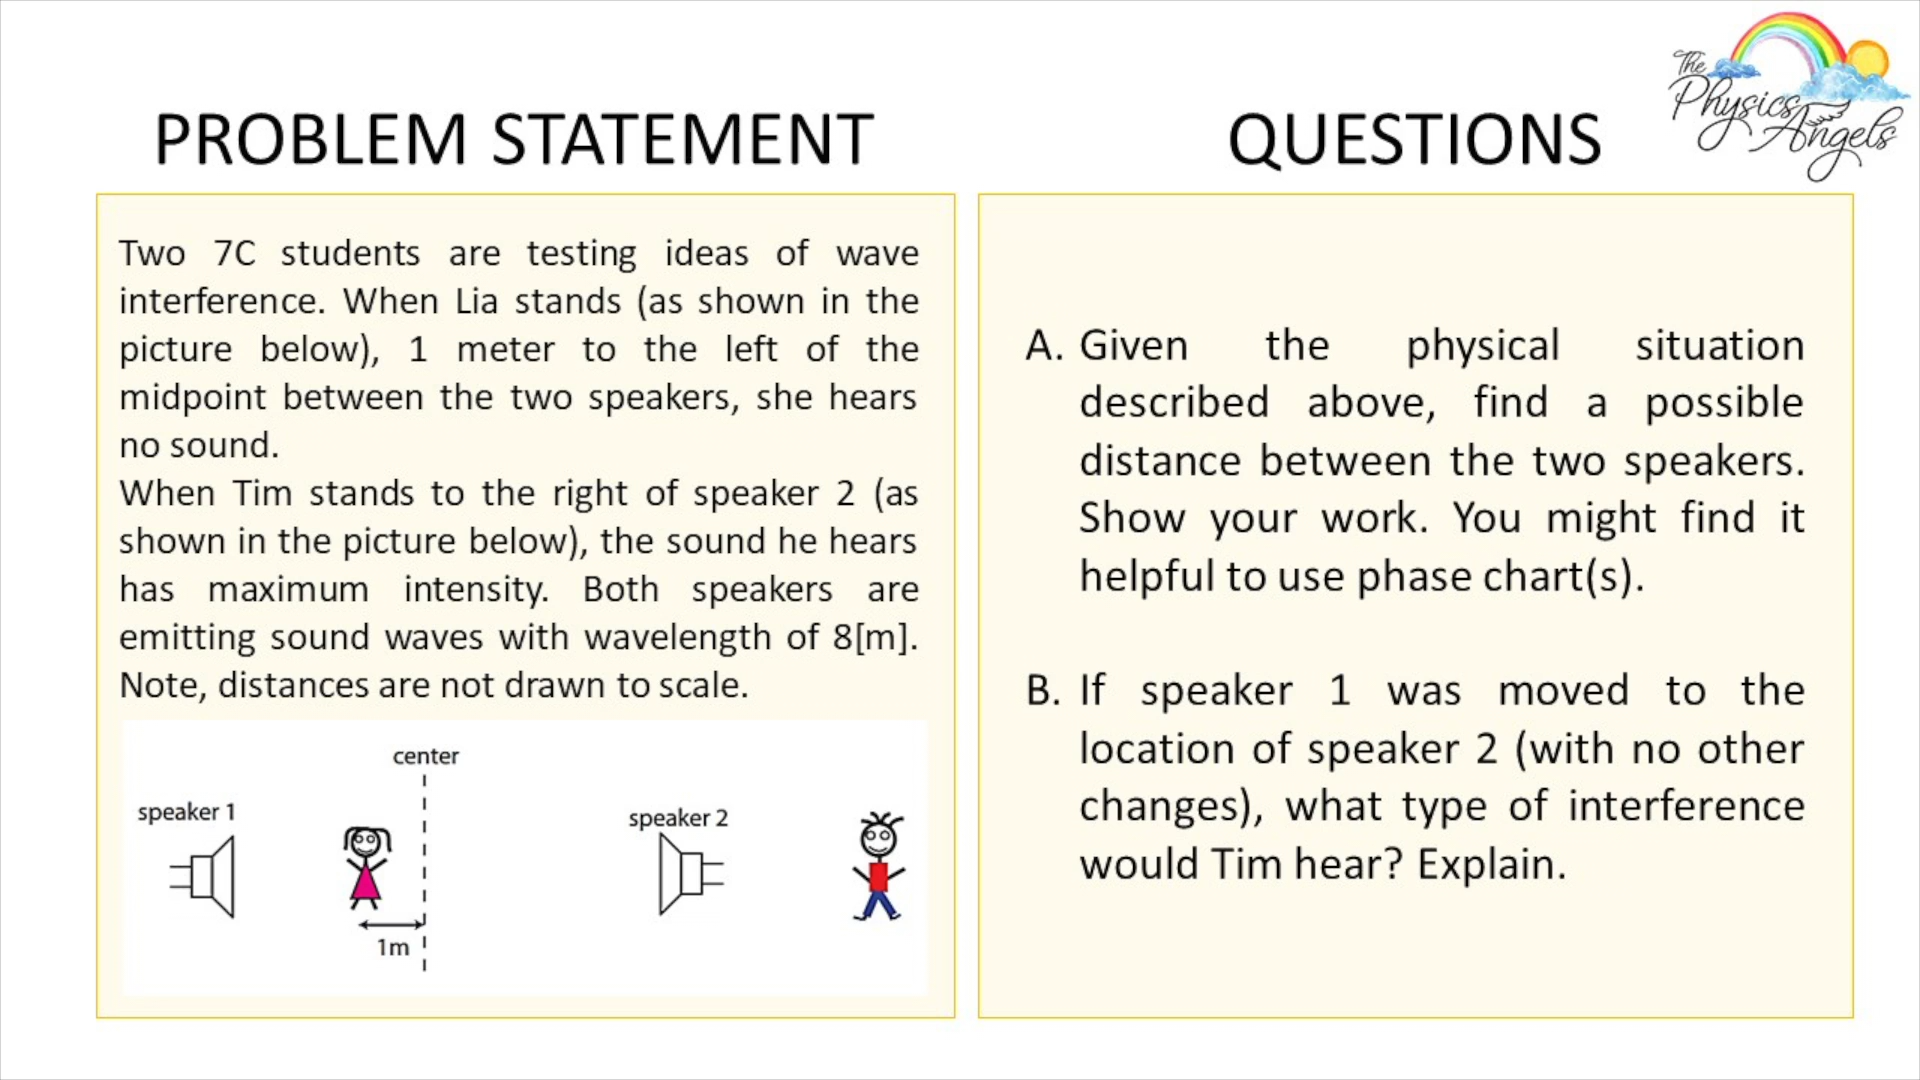 The
Physics
Angels
PROBLEM STATEMENT
Two 7C students are testing ideas of wave
interference. When Lia stands (as shown in the
picture below), 1 meter to the left of the
midpoint between the two speakers, she hears
no sound.
When Tim stands to the right of speaker 2 (as
shown in the picture below), the sound he hears
has maximum intensity. Both speakers are
emitting sound waves with wavelength of 8[m].
Note, distances are not drawn to scale.
center
speaker 1
speaker 2
1m
QUESTIONS
A. Given the physical situation
described above, find a possible
distance between the two speakers.
Show your work. You might find it
helpful to use phase chart(s).
B. If speaker 1 was moved to the
location of speaker 2 (with no other
changes), what type of interference
would Tim hear? Explain.